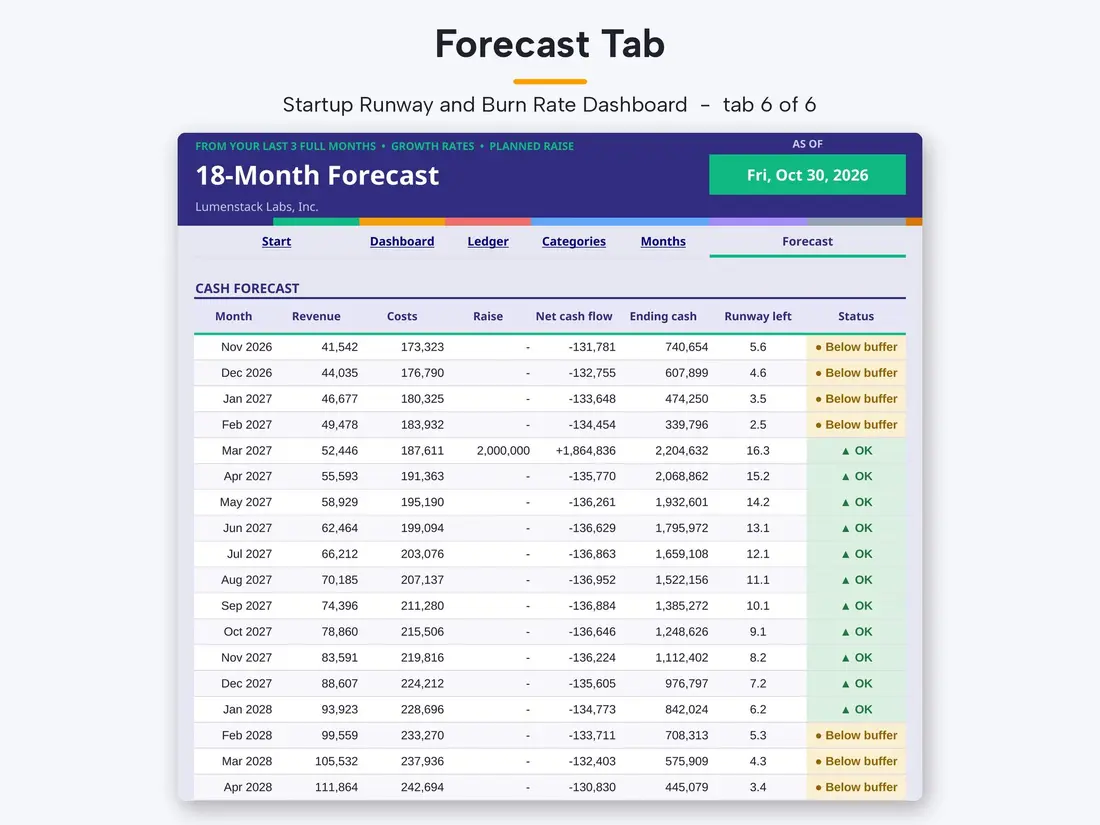 Forecast Tab
Startup Runway and Burn Rate Dashboard - tab 6 of 6
FROM YOUR LAST 3 FULL MONTHS • GROWTH RATES • PLANNED RAISE
AS OF
18-Month Forecast
Fri, Oct 30, 2026
Lumenstack Labs, Inc.
Start Dashboard Ledger Categories Months Forecast
CASH FORECAST
Month Revenue Costs Raise Net cash flow Ending cash Runway left Status
Nov 2026 41,542 173,323 - -131,781 740,654 5.6 ● Below buffer
Dec 2026 44,035 176,790 - -132,755 607,899 4.6 ● Below buffer
Jan 2027 46,677 180,325 - -133,648 474,250 3.5 ● Below buffer
Feb 2027 49,478 183,932 - -134,454 339,796 2.5 ● Below buffer
Mar 2027 52,446 187,611 2,000,000 +1,864,836 2,204,632 16.3 ▲ OK
Apr 2027 55,593 191,363 - -135,770 2,068,862 15.2 ▲ OK
May 2027 58,929 195,190 - -136,261 1,932,601 14.2 ▲ OK
Jun 2027 62,464 199,094 - -136,629 1,795,972 13.1 ▲ OK
Jul 2027 66,212 203,076 - -136,863 1,659,108 12.1 ▲ OK
Aug 2027 70,185 207,137 - -136,952 1,522,156 11.1 ▲ OK
Sep 2027 74,396 211,280 - -136,884 1,385,272 10.1 ▲ OK
Oct 2027 78,860 215,506 - -136,646 1,248,626 9.1 ▲ OK
Nov 2027 83,591 219,816 - -136,224 1,112,402 8.2 ▲ OK
Dec 2027 88,607 224,212 - -135,605 976,797 7.2 ▲ OK
Jan 2028 93,923 228,696 - -134,773 842,024 6.2 ▲ OK
Feb 2028 99,559 233,270 - -133,711 708,313 5.3 ● Below buffer
Mar 2028 105,532 237,936 - -132,403 575,909 4.3 ● Below buffer
Apr 2028 111,864 242,694 - -130,830 445,079 3.4 ● Below buffer